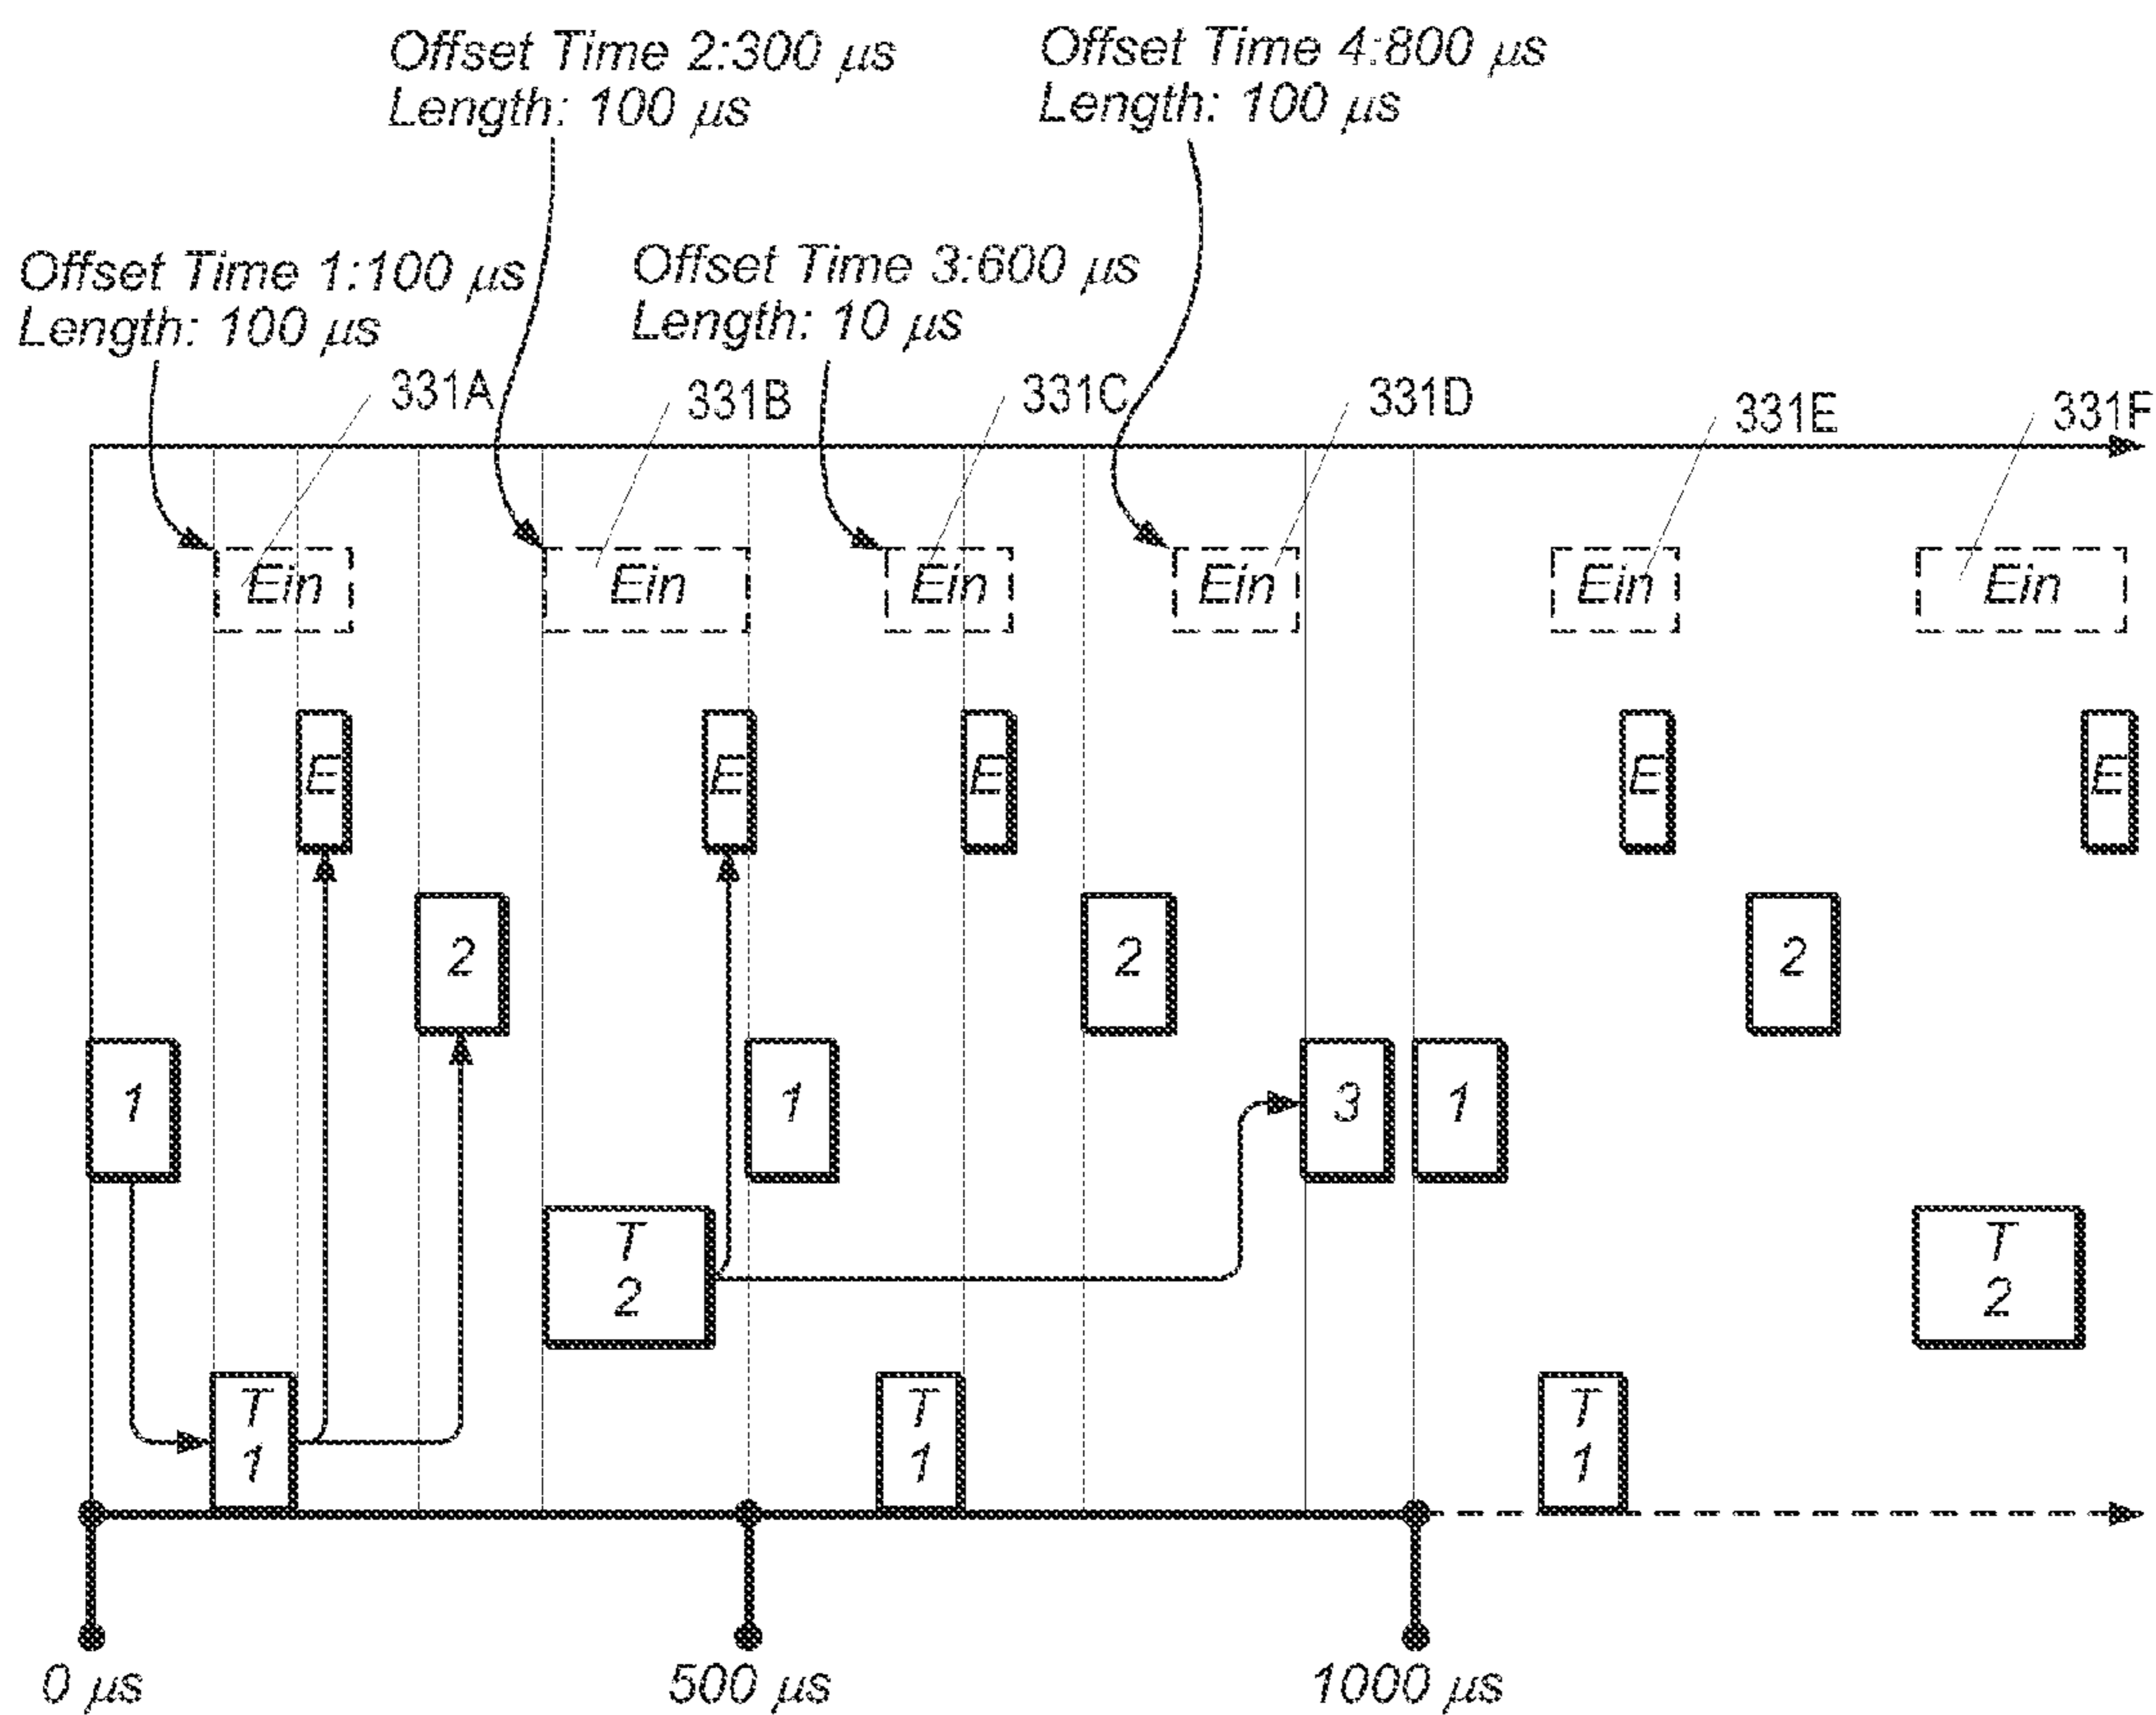 Offset Time 2:300 μs
Length: 100 μs
Offset Time 4:800 μs
Length: 100 μs
Offset Time 1:100 μs
Length: 100 μs
Offset Time 3:600 μs
Length: 10 μs
331A
331B
331C
331D
331E
331F
Ein
Ein
Ein
Ein
Ein
Ein
E
E
E
E
E
2
2
2
1
1
3
1
T
2
T
2
T
1
T
1
T
1
0 μs
500 μs
1000 μs